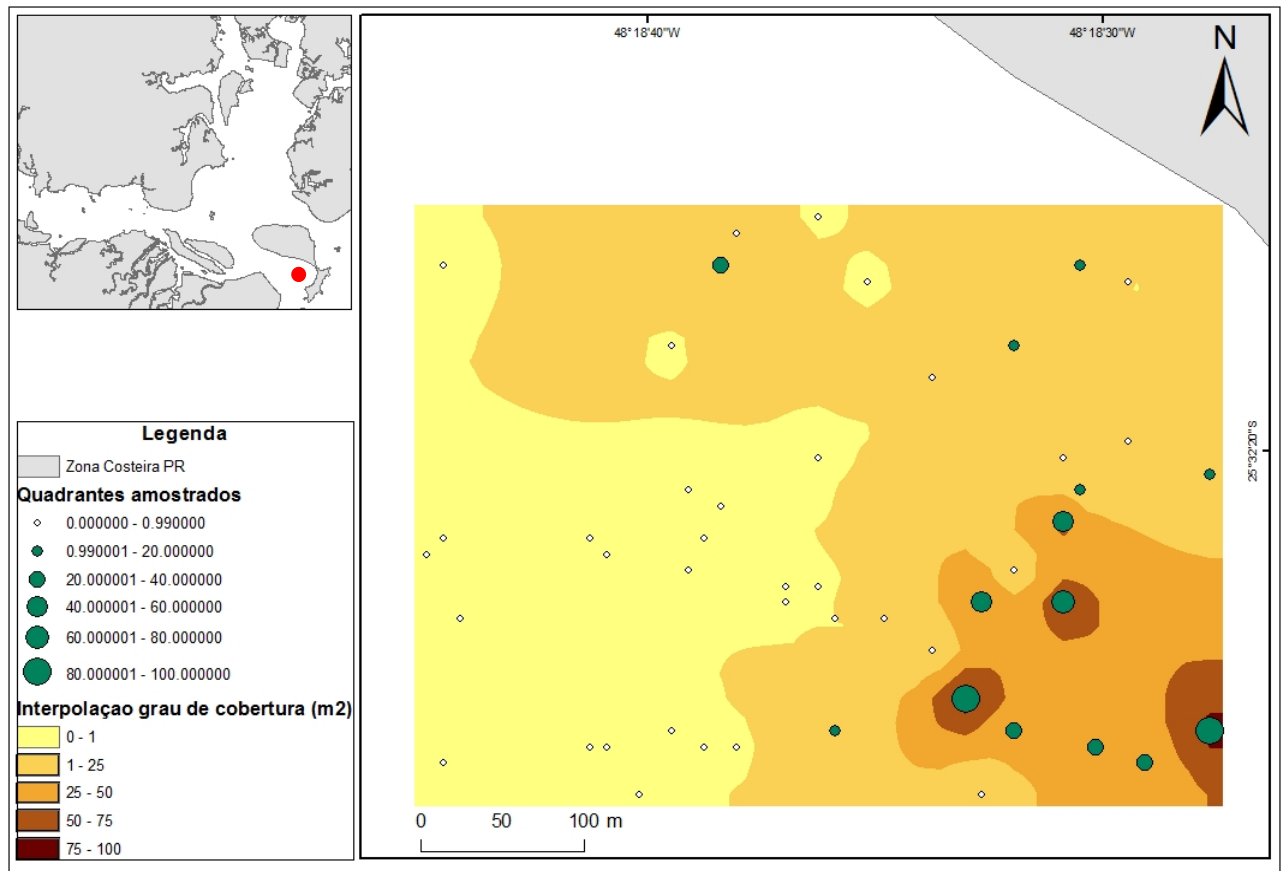 48° 18'40"W
48° 18'30"W
N
25°32'20"S
Legenda
Zona Costeira PR
Quadrantes amostrados
0.000000 - 0.990000
0.990001 - 20.000000
20.000001 - 40.000000
40.000001 - 60.000000
60.000001 - 80.000000
80.000001 - 100.000000
Interpolaçao grau de cobertura (m2)
0 - 1
1 - 25
25 - 50
50 - 75
75 - 100
0 50 100 m